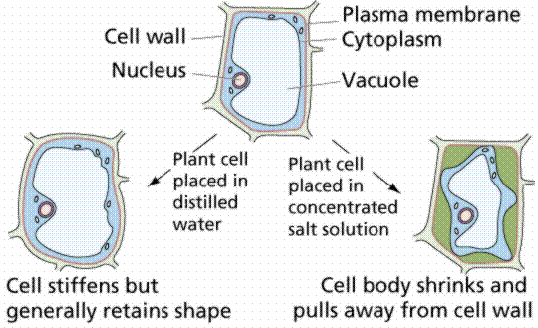 Plasma membrane
Cell wall
Cytoplasm
Nucleus
Vacuole
Plant cell
placed in
distilled
water
Plant cell
placed in
concentrated
salt solution
Cell stiffens but
generally retains shape
Cell body shrinks and
pulls away from cell wall